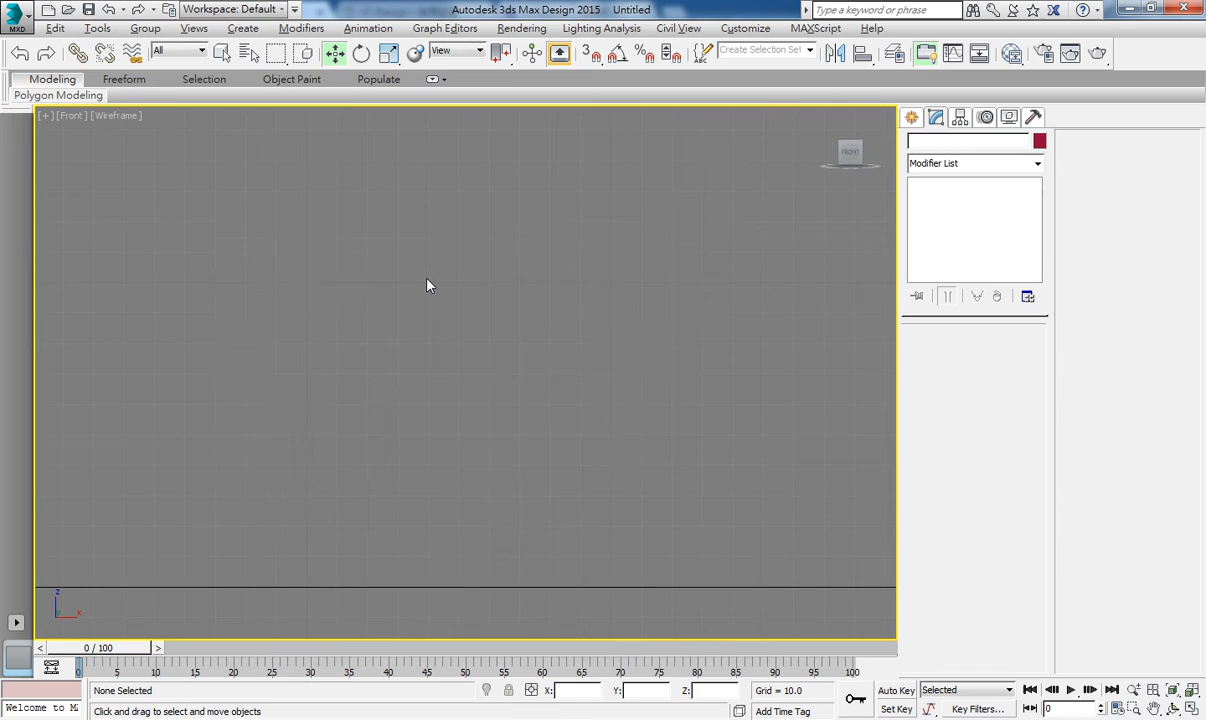 Workspace: Default
Autodesk 3ds Max Design 2015   Untitled
Type a keyword or phrase
MXD
Edit Tools Group Views Create Modifiers Animation Graph Editors Rendering Lighting Analysis Civil View Customize MAXScript Help
All View Create Selection Se
Modeling Freeform Selection Object Paint Populate
Polygon Modeling
[+] [Front] [Wireframe]
FRONT
Modifier List
z
x
0 / 100
0 5 10 15 20 25 30 35 40 45 50 55 60 65 70 75 80 85 90 95 100
None Selected X: Y: Z: Grid = 10.0 Auto Key Selected
Welcome to M Click and drag to select and move objects Add Time Tag Set Key Key Filters... 0